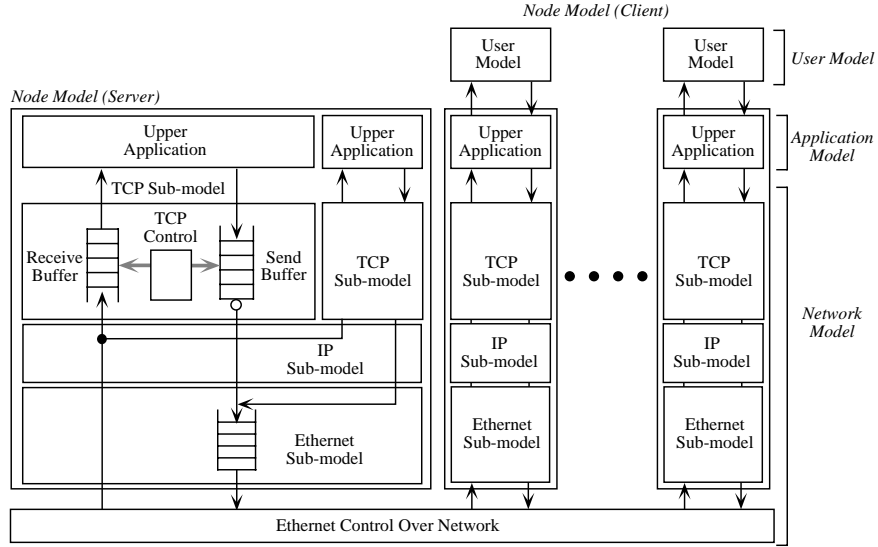 Node Model (Client)
User
Model
User
Model
User Model
Node Model (Server)
Upper
Application
Upper
Application
Upper
Application
Upper
Application
Application
Model
TCP Sub-model
TCP
Control
Receive
Buffer
Send
Buffer
TCP
Sub-model
TCP
Sub-model
TCP
Sub-model
Network
Model
IP
Sub-model
IP
Sub-model
IP
Sub-model
Ethernet
Sub-model
Ethernet
Sub-model
Ethernet
Sub-model
Ethernet Control Over Network